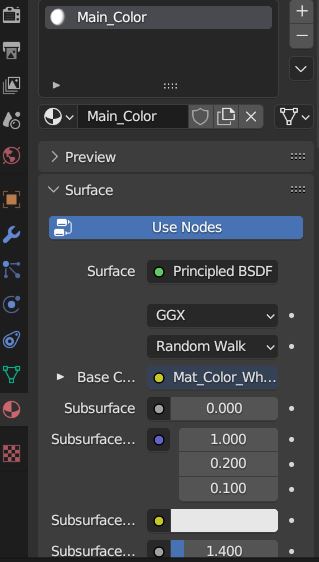 Main_Color
Main_Color
Preview
Surface
Use Nodes
Surface Principled BSDF
GGX
Random Walk
Base C... Mat_Color_Wh...
Subsurface 0.000
Subsurface... 1.000
0.200
0.100
Subsurface...
Subsurface... 1.400